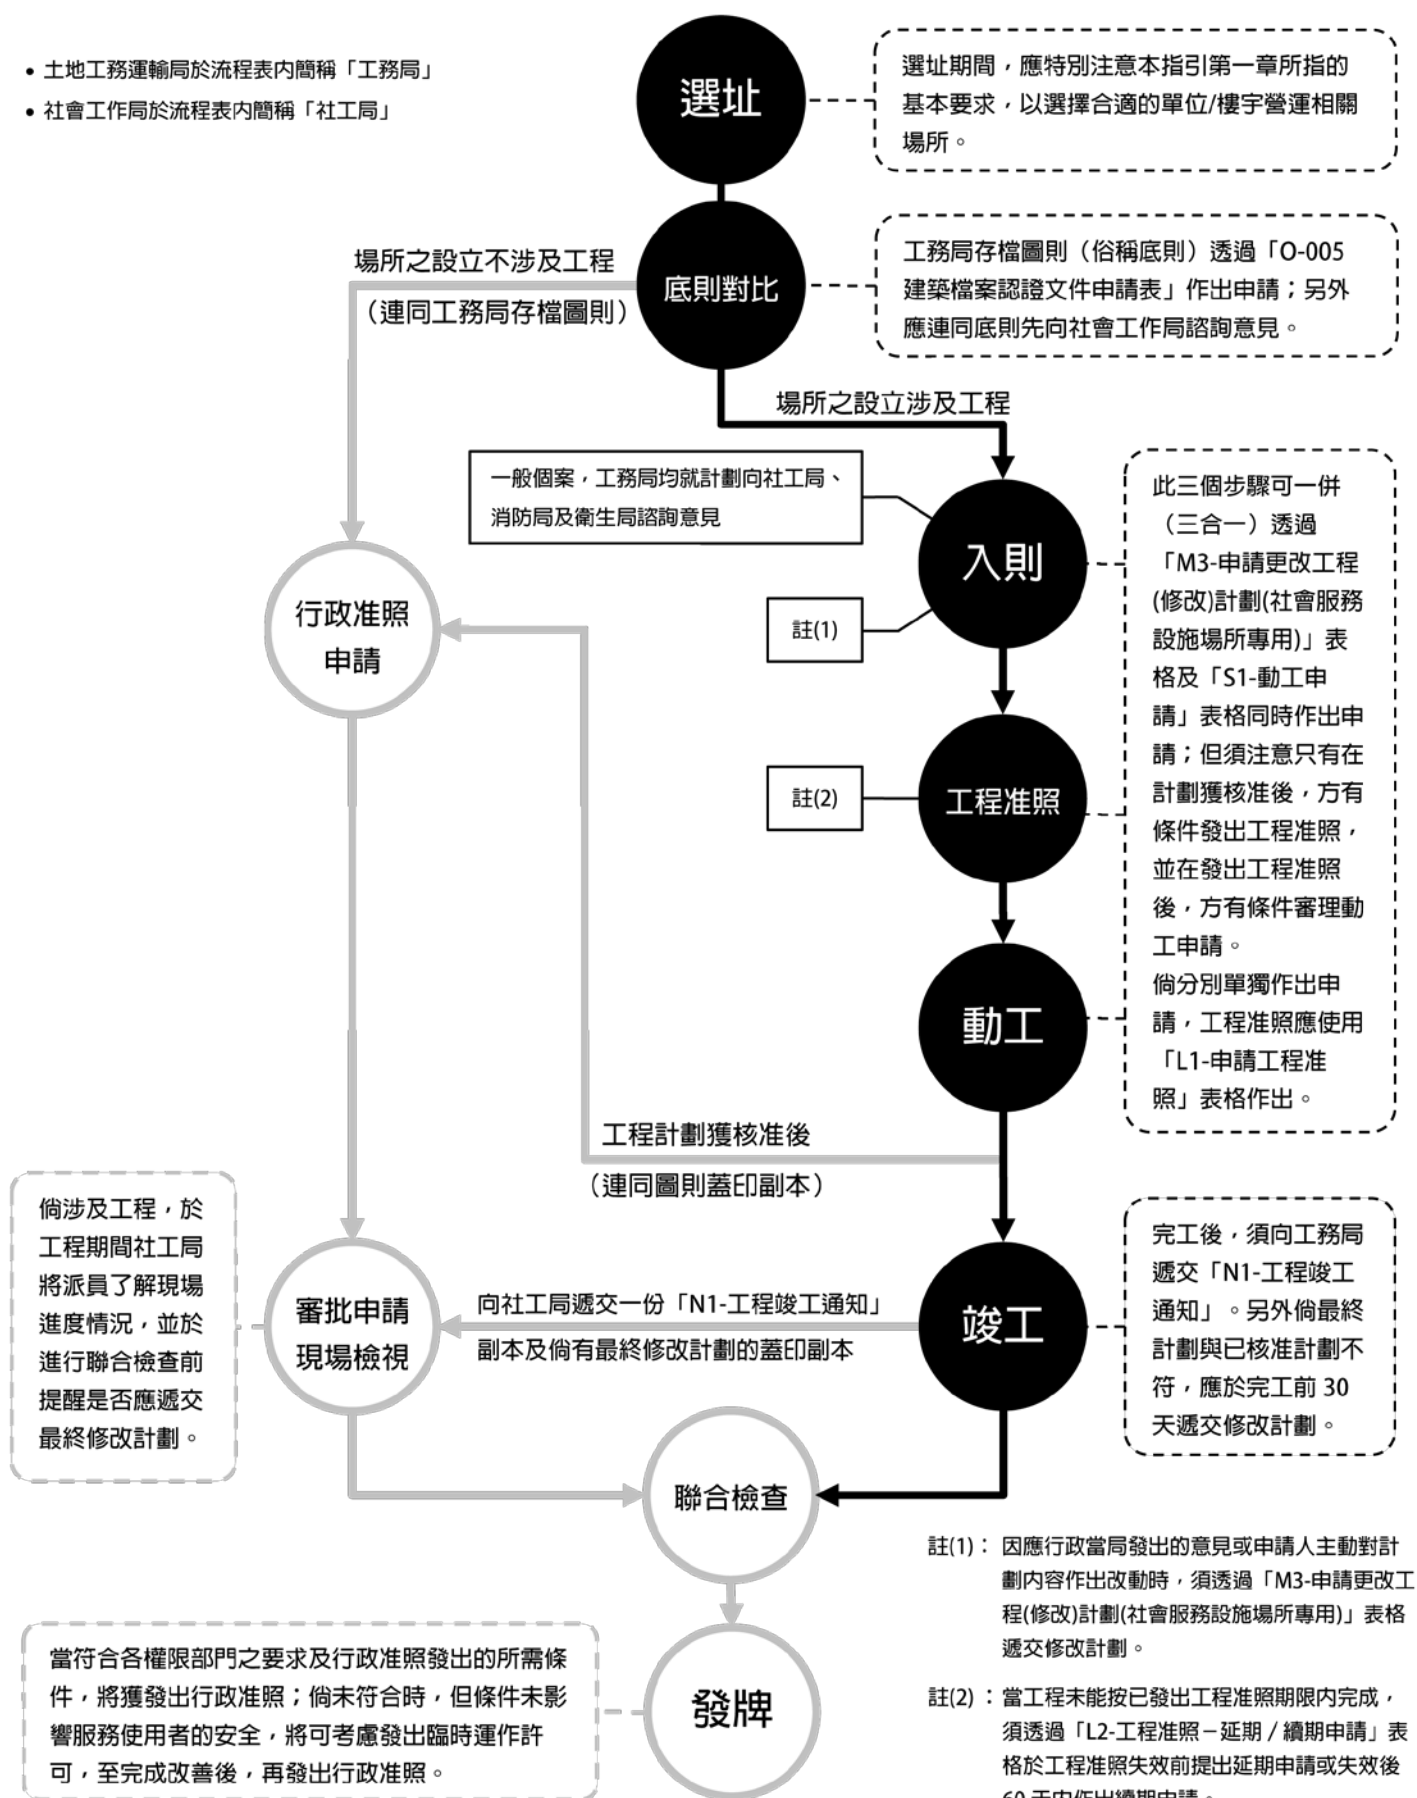 • 土地工務運輸局於流程表內簡稱「工務局」
• 社會工作局於流程表內簡稱「社工局」
選址
選址期間，應特別注意本指引第一章所指的
基本要求，以選擇合適的單位/樓宇營運相關
場所。
底則對比
工務局存檔圖則（俗稱底則）透過「O-005
建築檔案認證文件申請表」作出申請；另外
應連同底則先向社會工作局諮詢意見。
場所之設立不涉及工程
（連同工務局存檔圖則）
場所之設立涉及工程
一般個案，工務局均就計劃向社工局、
消防局及衛生局諮詢意見
入則
註(1)
此三個步驟可一併
（三合一）透過
「M3-申請更改工程
(修改)計劃(社會服務
設施場所專用)」表
格及「S1-動工申
請」表格同時作出申
請；但須注意只有在
計劃獲核准後，方有
條件發出工程准照，
並在發出工程准照
後，方有條件審理動
工申請。
倘分別單獨作出申
請，工程准照應使用
「L1-申請工程准
照」表格作出。
行政准照
申請
註(2)
工程准照
動工
工程計劃獲核准後
（連同圖則蓋印副本）
倘涉及工程，於
工程期間社工局
將派員了解現場
進度情況，並於
進行聯合檢查前
提醒是否應遞交
最終修改計劃。
審批申請
現場檢視
向社工局遞交一份「N1-工程竣工通知」
副本及倘有最終修改計劃的蓋印副本
竣工
完工後，須向工務局
遞交「N1-工程竣工
通知」。另外倘最終
計劃與已核准計劃不
符，應於完工前 30
天遞交修改計劃。
聯合檢查
註(1)： 因應行政當局發出的意見或申請人主動對計
劃內容作出改動時，須透過「M3-申請更改工
程(修改)計劃(社會服務設施場所專用)」表格
遞交修改計劃。
當符合各權限部門之要求及行政准照發出的所需條
件，將獲發出行政准照；倘未符合時，但條件未影
響服務使用者的安全，將可考慮發出臨時運作許
可，至完成改善後，再發出行政准照。
發牌
註(2) ：當工程未能按已發出工程准照期限內完成，
須透過「L2-工程准照－延期 / 續期申請」表
格於工程准照失效前提出延期申請或失效後
60 天內作出續期申請。